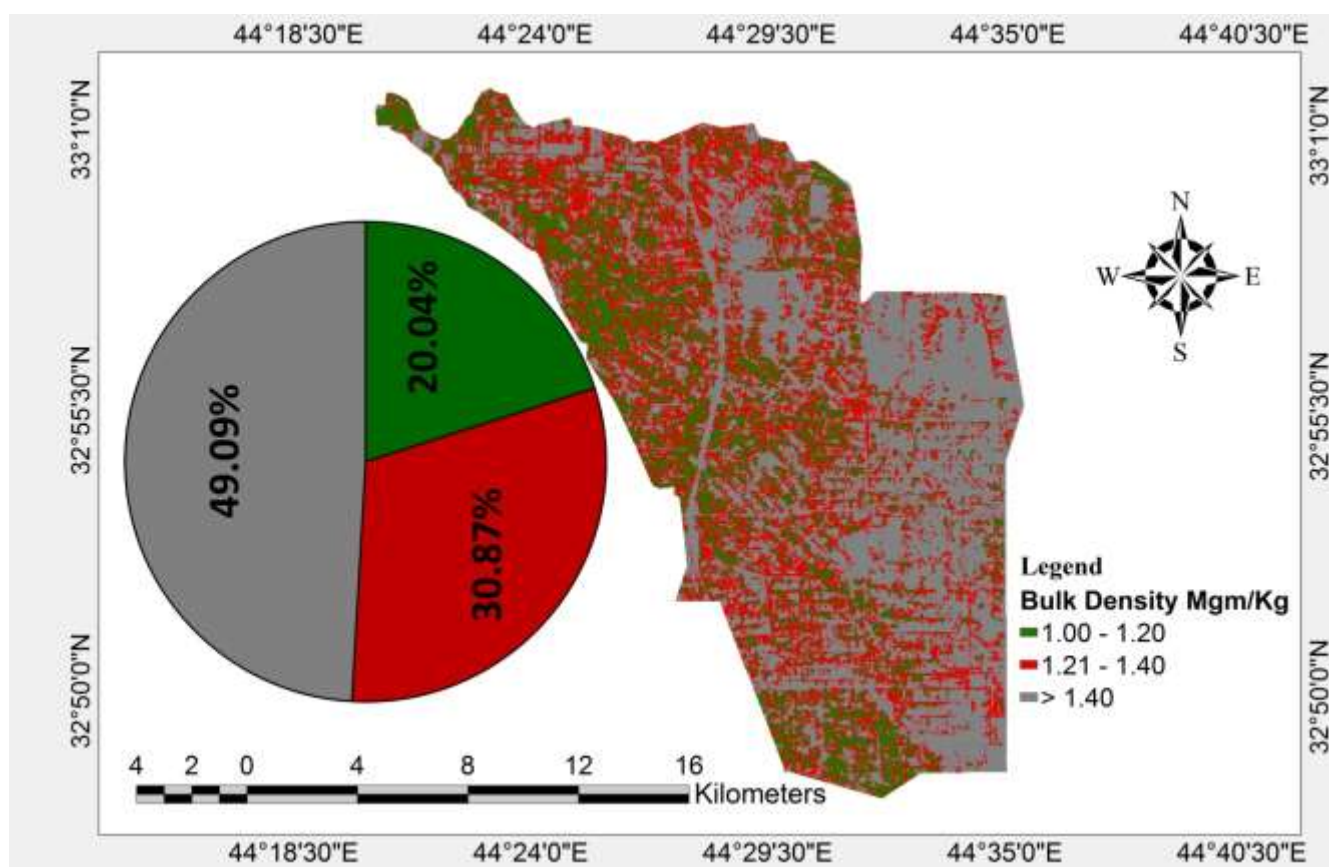 44°18'30"E 44°24'0"E 44°29'30"E 44°35'0"E 44°40'30"E
33°1'0"N
33°1'0"N
N
W E
S
20.04%
49.09%
30.87%
32°55'30"N
32°55'30"N
Legend
Bulk Density Mgm/Kg
1.00 - 1.20
1.21 - 1.40
> 1.40
32°50'0"N
32°50'0"N
4 2 0 4 8 12 16
Kilometers
44°18'30"E 44°24'0"E 44°29'30"E 44°35'0"E 44°40'30"E